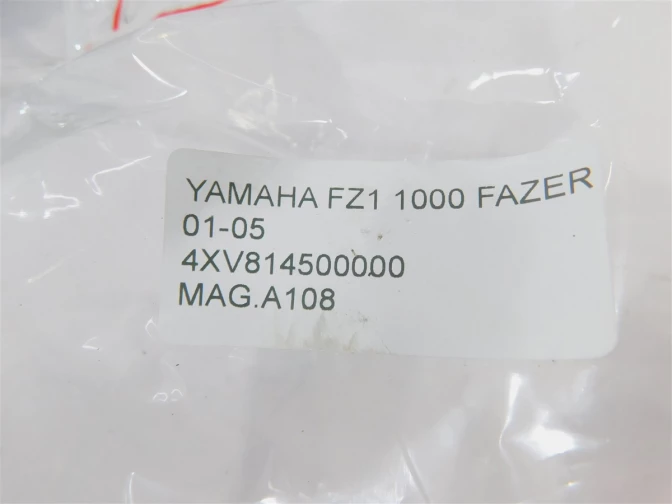 YAMAHA FZ1 1000 FAZER
01-05
4XV814500000
MAG.A108